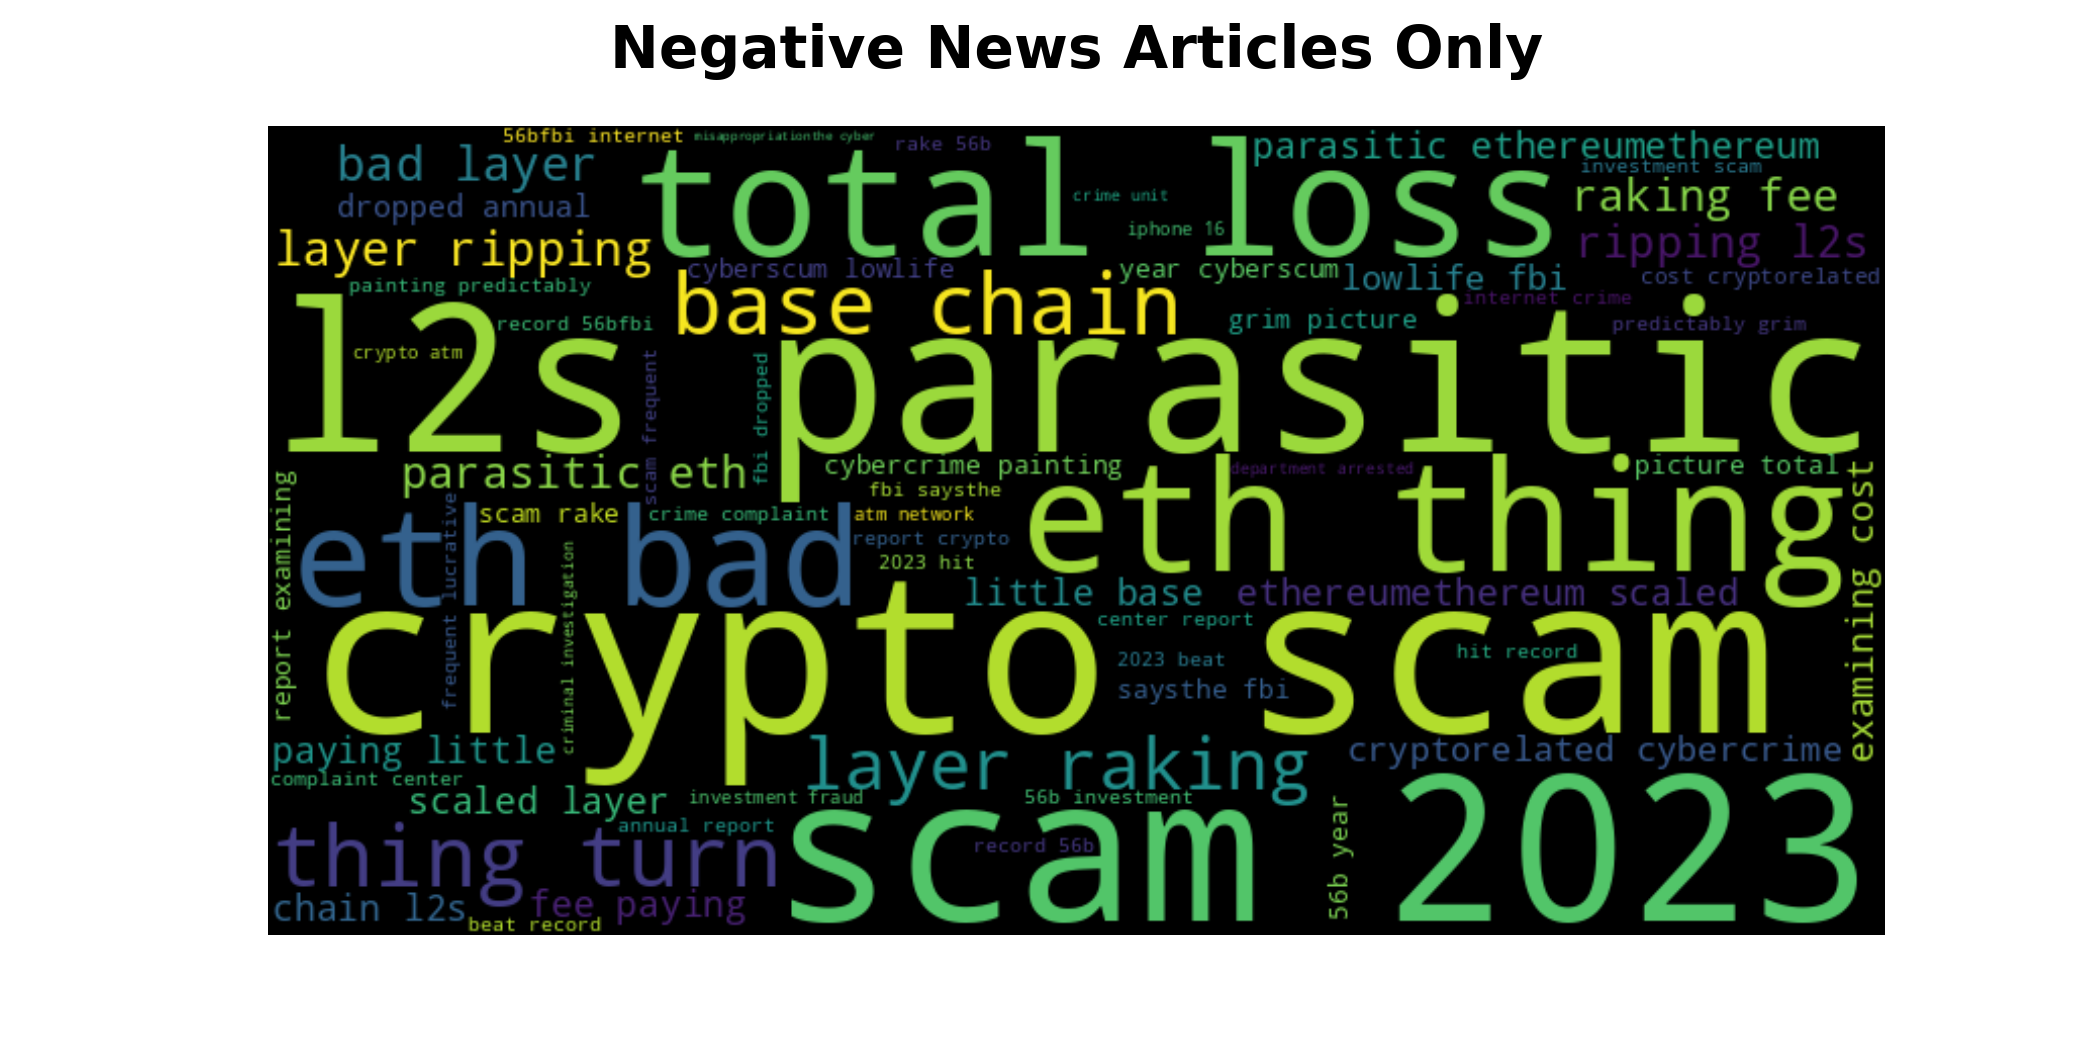 Negative News Articles Only
56bfbi internet
misappropriationthe cyber
rake 56b
total loss
parasitic ethereumethereum
bad layer
investment scam
raking fee
dropped annual
crime unit
iphone 16
layer ripping
ripping l2s
cyberscum lowlife
year cyberscum
lowlife fbi
cost cryptorelated
painting predictably
base chain
internet crime
l2s parasitic
record 56bfbi
grim picture
predictably grim
crypto atm
scam frequent
fbi dropped
parasitic eth
cybercrime painting
department arrested
picture total
report examining
examining cost
fbi saysthe
eth thing
eth bad
frequent lucrative
scam rake
crime complaint
atm network
report crypto
2023 hit
criminal investigation
little base
ethereumethereum scaled
crypto scam
center report
hit record
2023 beat
saysthe fbi
paying little
layer raking
cryptorelated cybercrime
complaint center
scaled layer
investment fraud
56b investment
56b year
scam 2023
annual report
thing turn
record 56b
chain l2s
fee paying
beat record